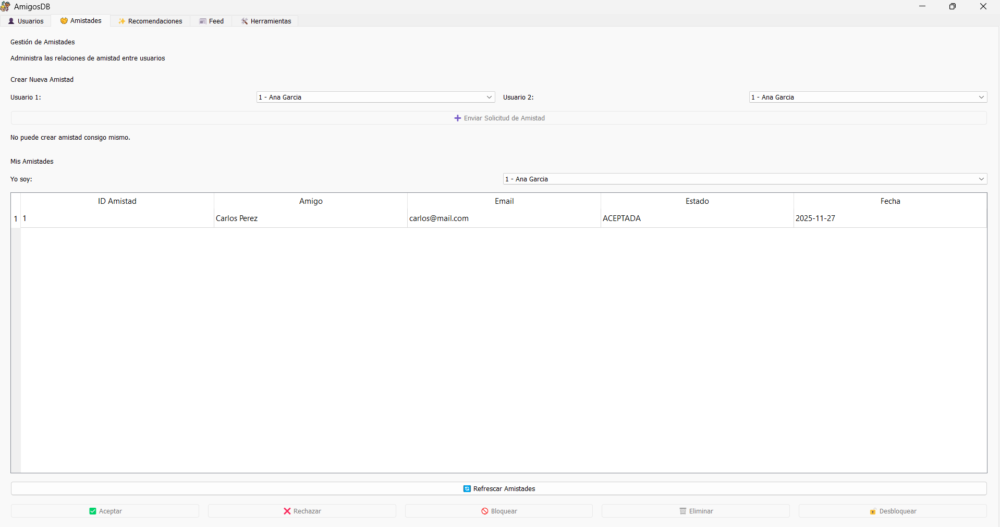 AmigosDB
Usuarios Amistades Recomendaciones Feed Herramientas
Gestión de Amistades
Administra las relaciones de amistad entre usuarios
Crear Nueva Amistad
Usuario 1: 1 - Ana Garcia Usuario 2: 1 - Ana Garcia
Enviar Solicitud de Amistad
No puede crear amistad consigo mismo.
Mis Amistades
Yo soy: 1 - Ana Garcia
ID Amistad Amigo Email Estado Fecha
1 1 Carlos Perez carlos@mail.com ACEPTADA 2025-11-27
Refrescar Amistades
Aceptar Rechazar Bloquear Eliminar Desbloquear